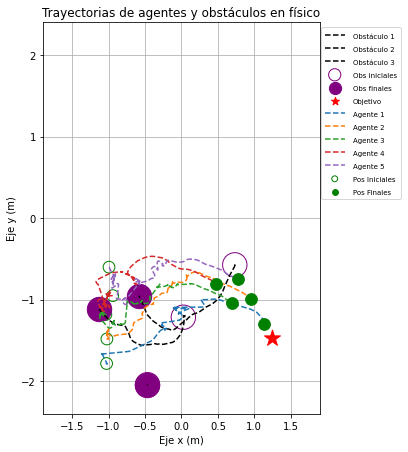 Trayectorias de agentes y obstáculos en físico
Obstáculo 1
Obstáculo 2
Obstáculo 3
Obs iniciales
Obs finales
Objetivo
Agente 1
Agente 2
Agente 3
Agente 4
Agente 5
Pos Iniciales
Pos Finales
Eje y (m)
2
1
0
−1
−2
−1.5
−1.0
−0.5
0.0
0.5
1.0
1.5
Eje x (m)